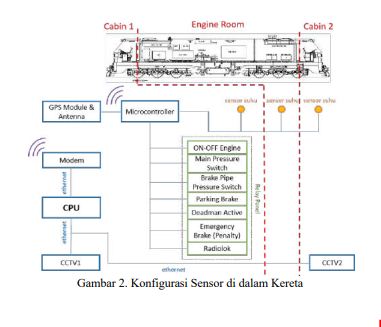 Cabin 1
Engine Room
Cabin 2
GPS Module &
Antenna
Microcontroller
sensor suhu
sensor suhu
sensor suhu
Modem
ethernet
CPU
ethernet
CCTV1
ON-OFF Engine
Main Pressure
Switch
Brake Pipe
Pressure Switch
Parking Brake
Deadman Active
Emergency
Brake (Penalty)
Radiolok
Relay Panel
ethernet
CCTV2
Gambar 2. Konfigurasi Sensor di dalam Kereta